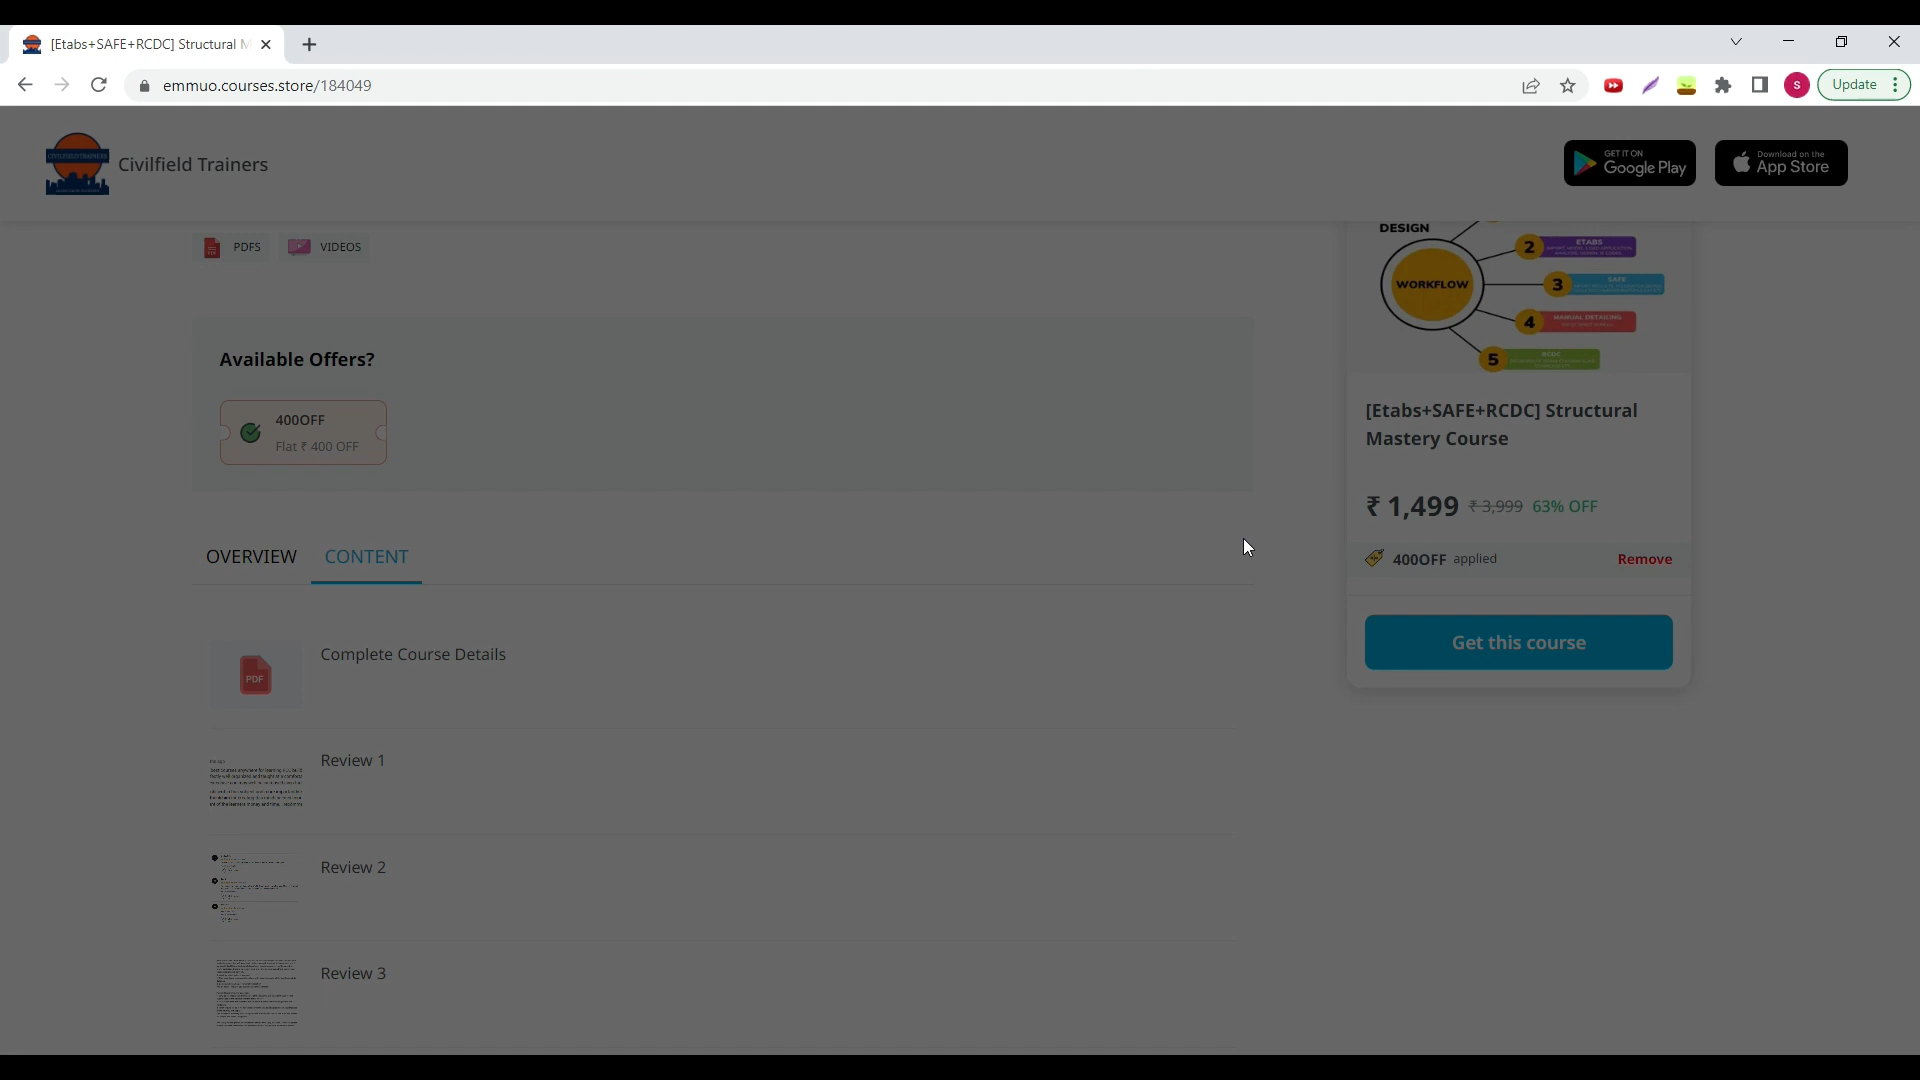 [Etabs+SAFE+RCDC] Structural M
emmuo.courses.store/184049
S
Update
CIVILFIELD TRAINERS
Civilfield Trainers
GET IT ON
Google Play
Download on the
App Store
PDFS
VIDEOS
Available Offers?
400OFF
Flat ₹ 400 OFF
OVERVIEW
CONTENT
PDF
Complete Course Details
Review 1
Review 2
Review 3
DESIGN
WORKFLOW
2
ETABS
3
SAFE
4
MANUAL DETAILING
5
RCDC
[Etabs+SAFE+RCDC] Structural
Mastery Course
₹ 1,499 ₹ 3,999 63% OFF
400OFF applied
Remove
Get this course